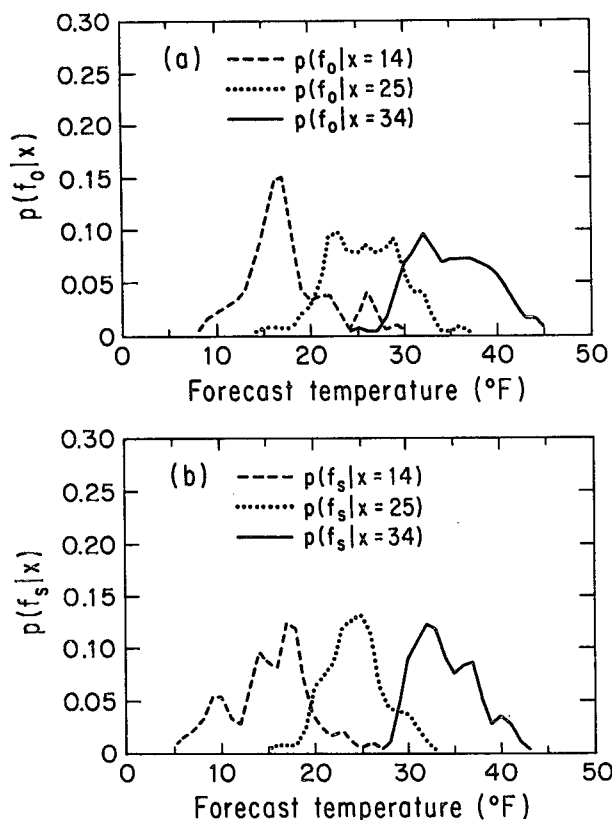 (a)
p(f₀|x=14)
p(f₀|x=25)
p(f₀|x=34)
p(f₀|x)
0.30
0.25
0.20
0.15
0.10
0.05
0
0 10 20 30 40 50
Forecast temperature (°F)
(b)
p(fₛ|x=14)
p(fₛ|x=25)
p(fₛ|x=34)
p(fₛ|x)
0.30
0.25
0.20
0.15
0.10
0.05
0
0 10 20 30 40 50
Forecast temperature (°F)